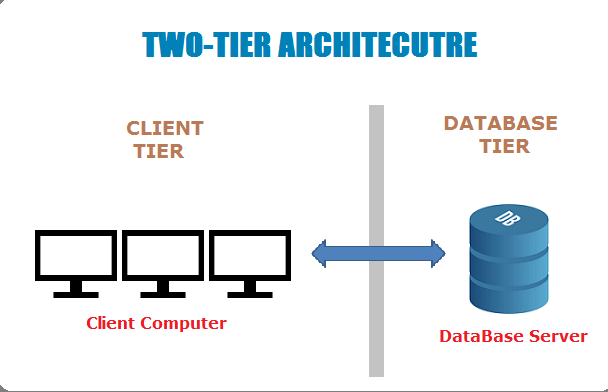 TWO-TIER ARCHITECUTRE
CLIENT
TIER
DATABASE
TIER
DB
Client Computer
DataBase Server